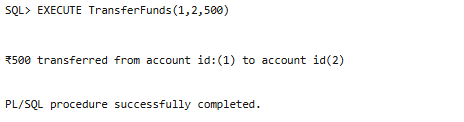 SQL> EXECUTE TransferFunds(1,2,500)
₹500 transferred from account id:(1) to account id(2)
PL/SQL procedure successfully completed.